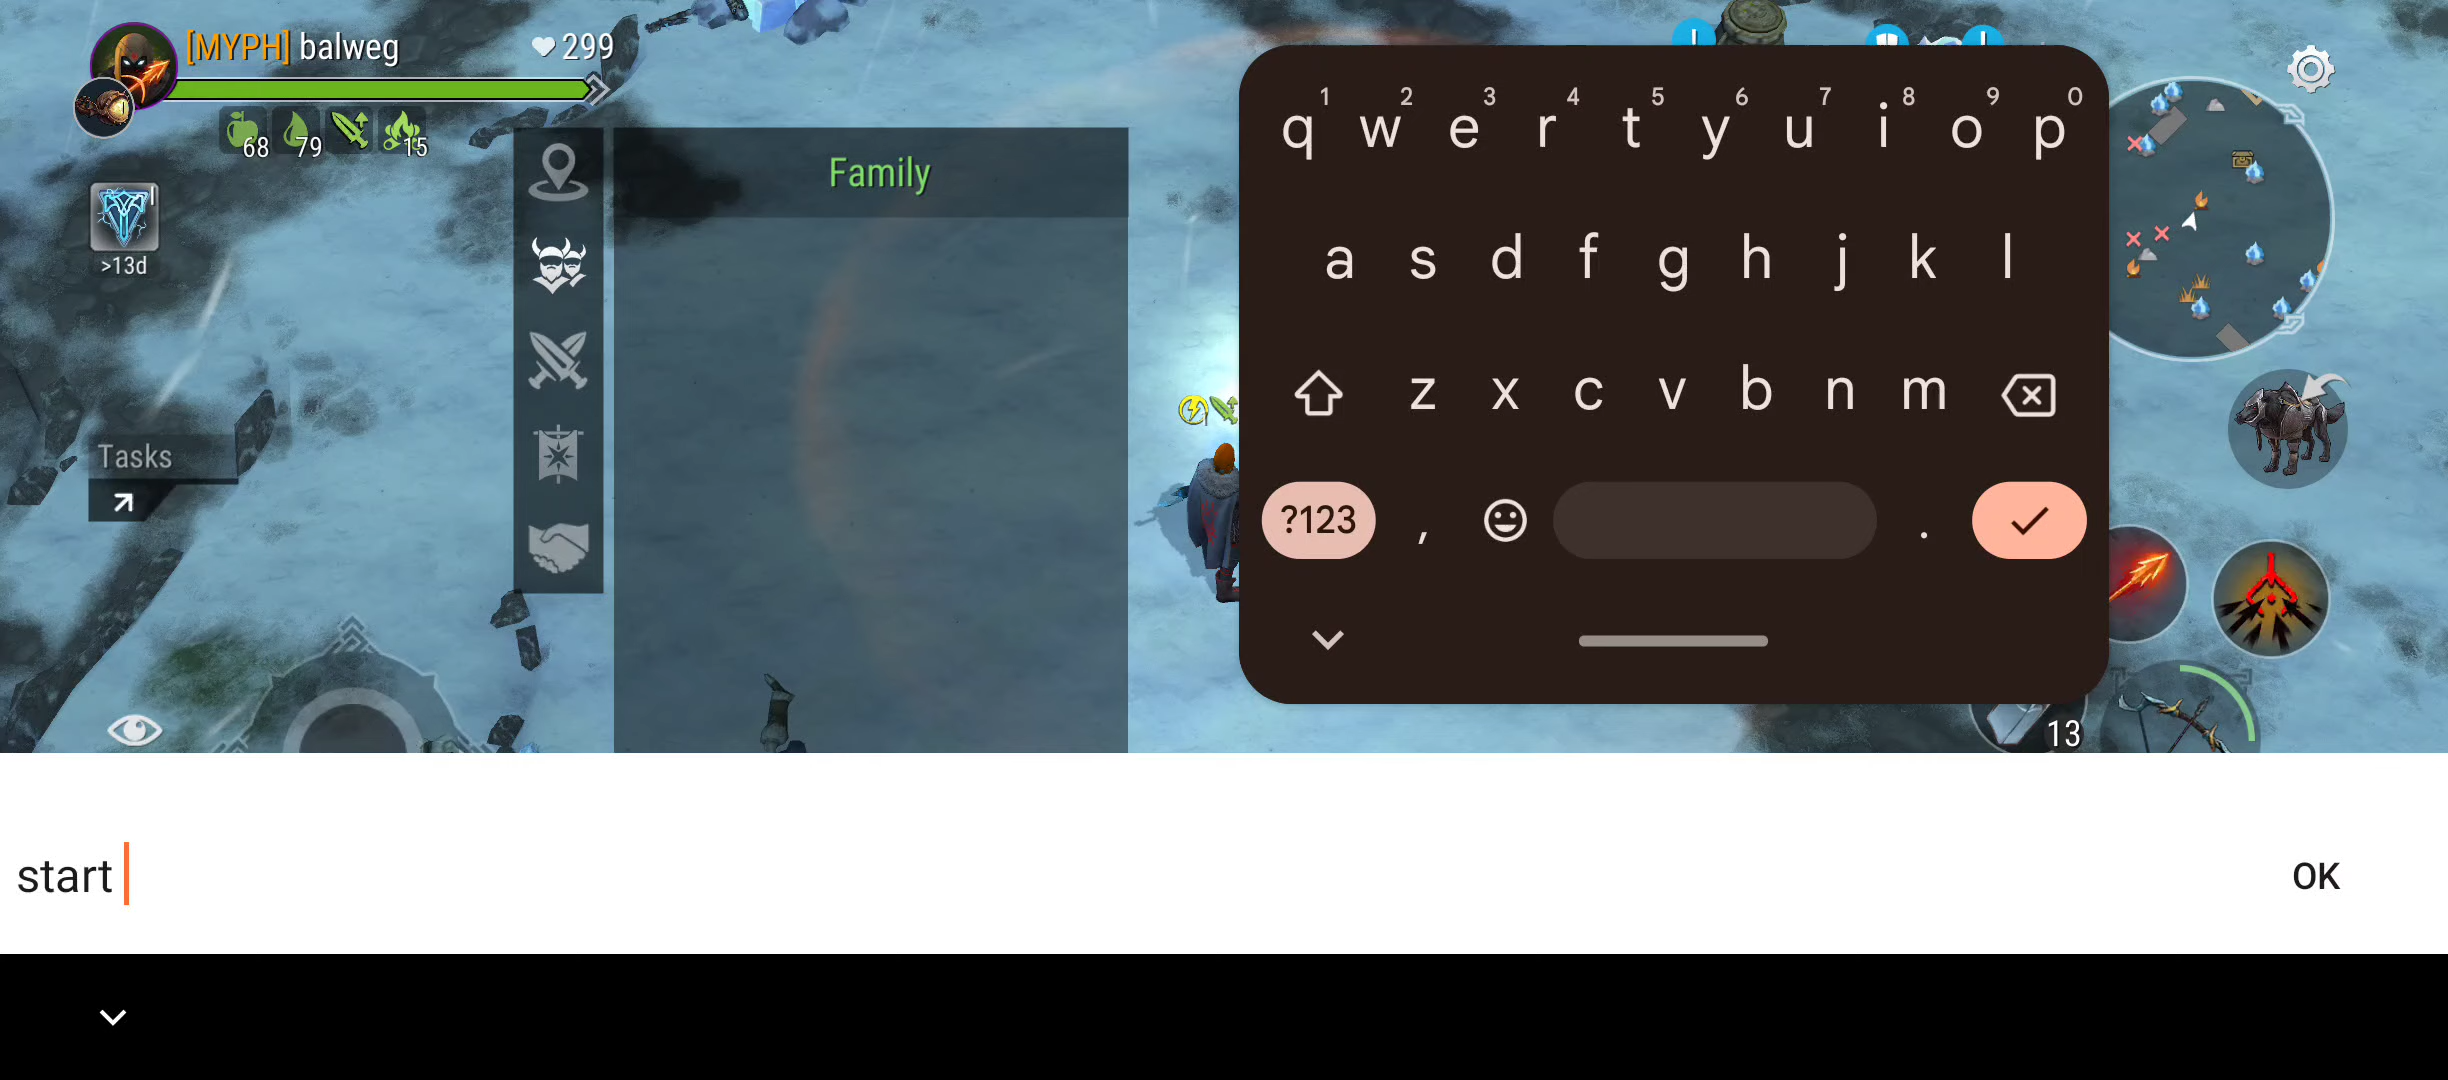 [MYPH] balweg 299
68 79 15
>13d
Tasks
Family
1 2 3 4 5 6 7 8 9 0
q w e r t y u i o p
a s d f g h j k l
z x c v b n m
?123 , .
13
start
OK